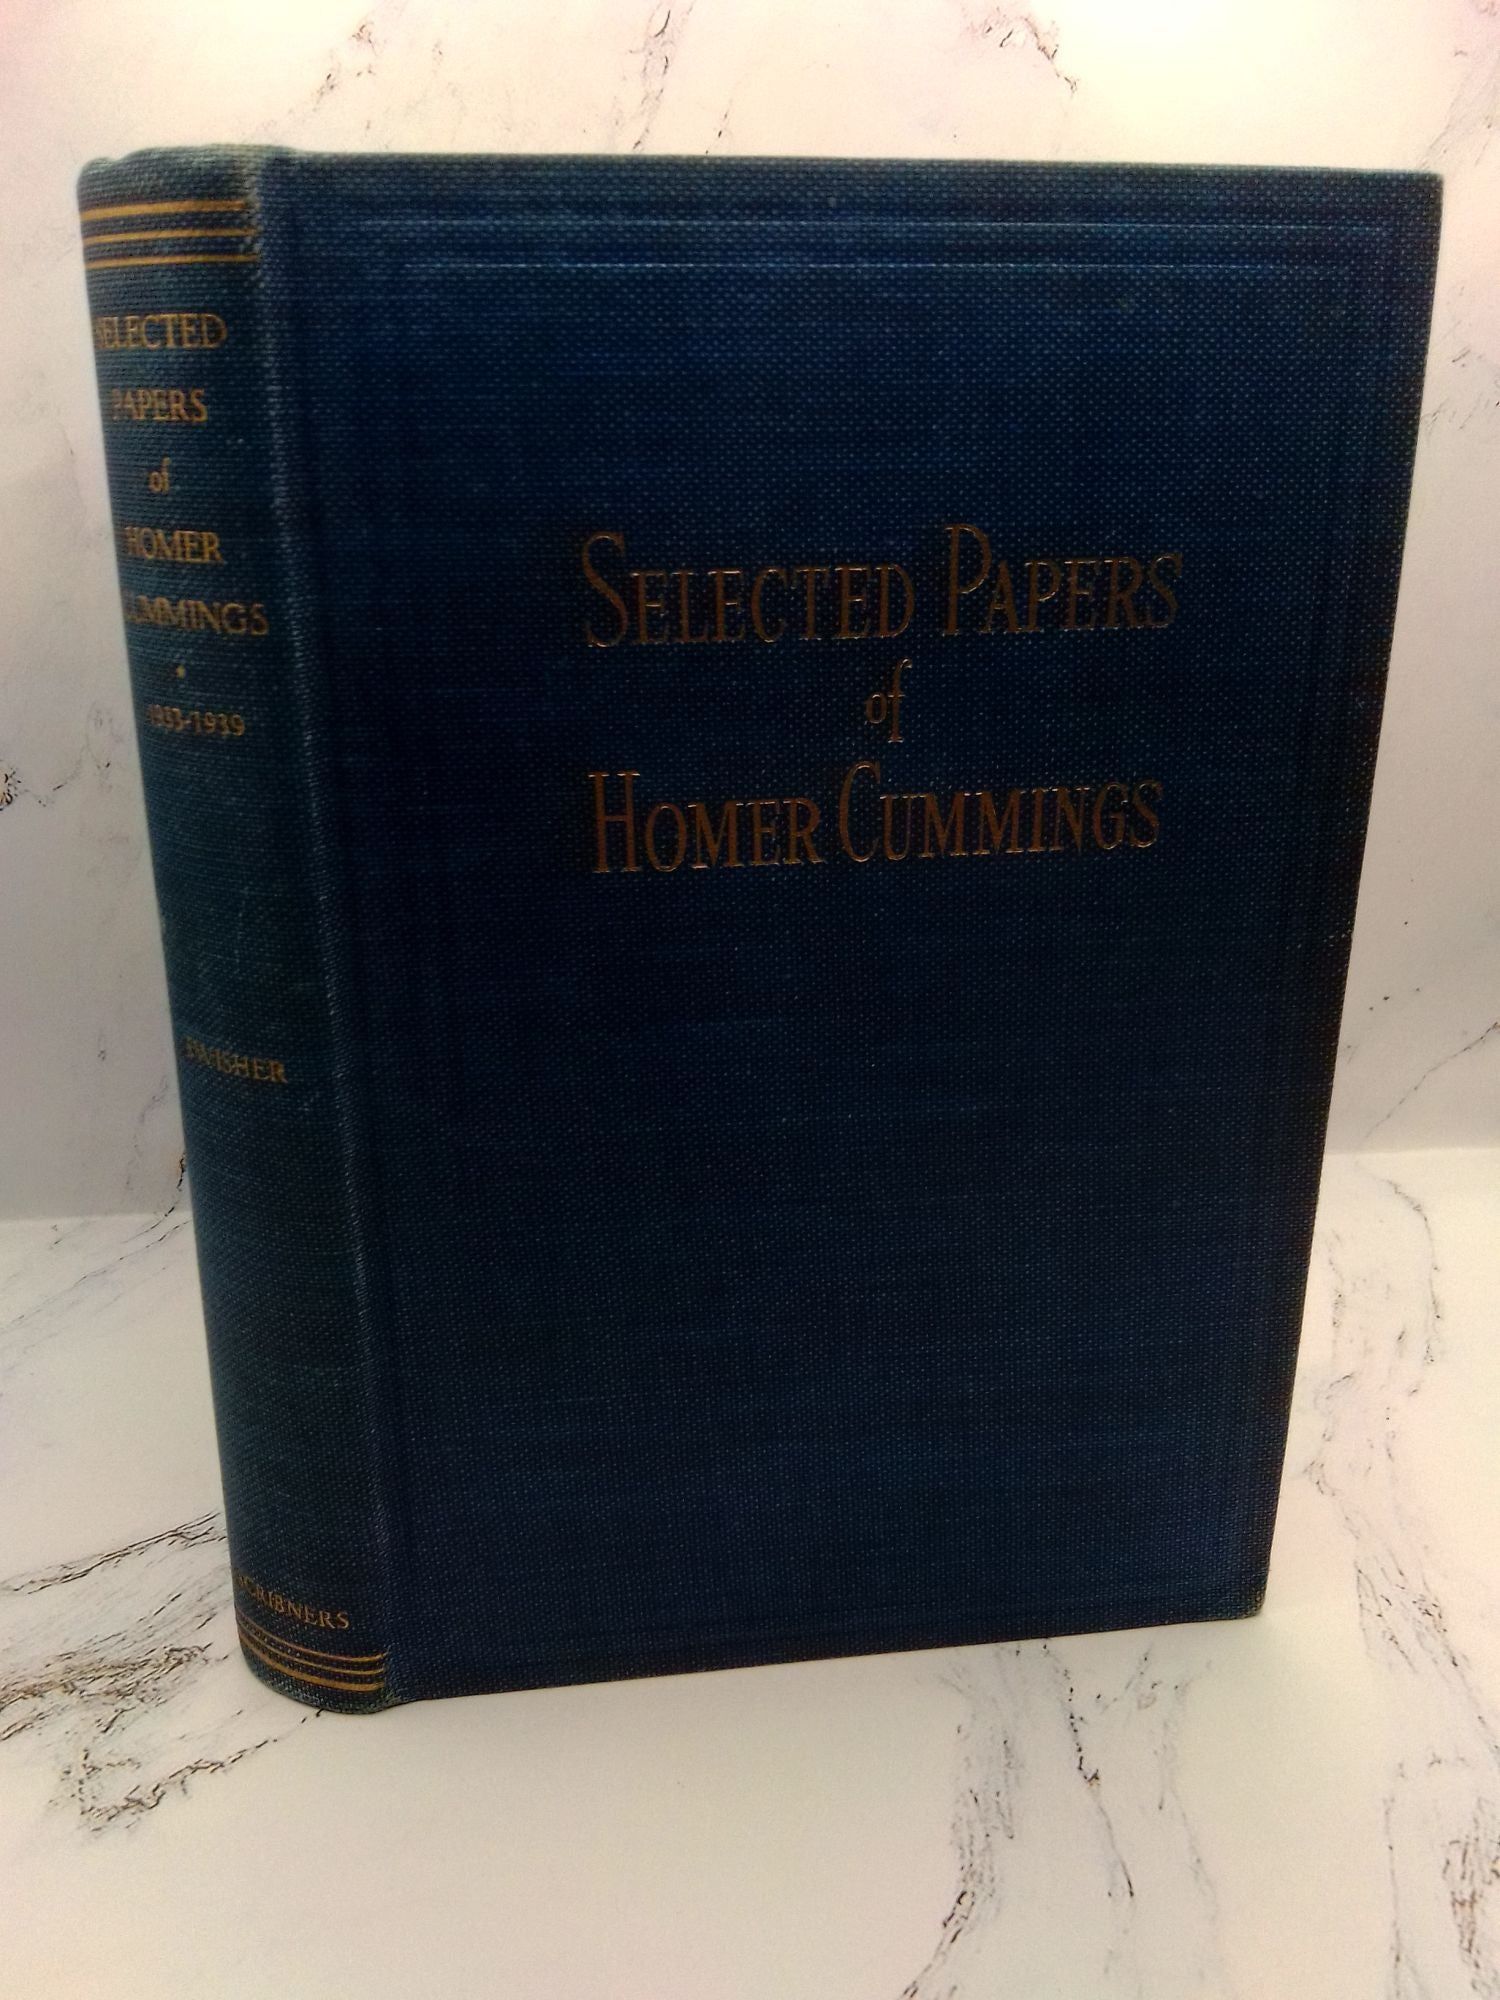 SELECTED
PAPERS
of
HOMER
CUMMINGS
1933-1939
SWISHER
SCRIBNERS
SELECTED PAPERS
of
HOMER CUMMINGS